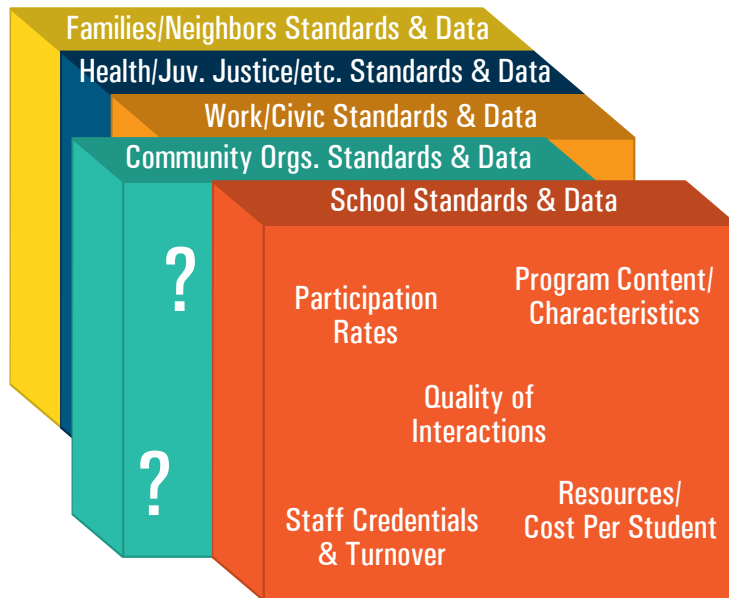 Families/Neighbors Standards & Data
Health/Juv. Justice/etc. Standards & Data
Work/Civic Standards & Data
Community Orgs. Standards & Data
School Standards & Data
?
?
Participation
Rates
Program Content/
Characteristics
Quality of
Interactions
Staff Credentials
& Turnover
Resources/
Cost Per Student